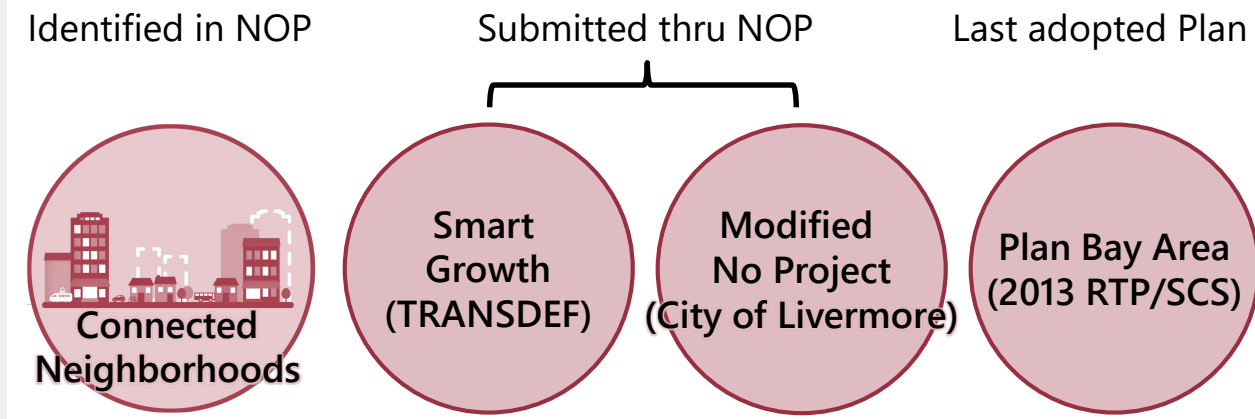 Identified in NOP
Submitted thru NOP
Last adopted Plan
Connected
Neighborhoods
Smart
Growth
(TRANSDEF)
Modified
No Project
(City of Livermore)
Plan Bay Area
(2013 RTP/SCS)